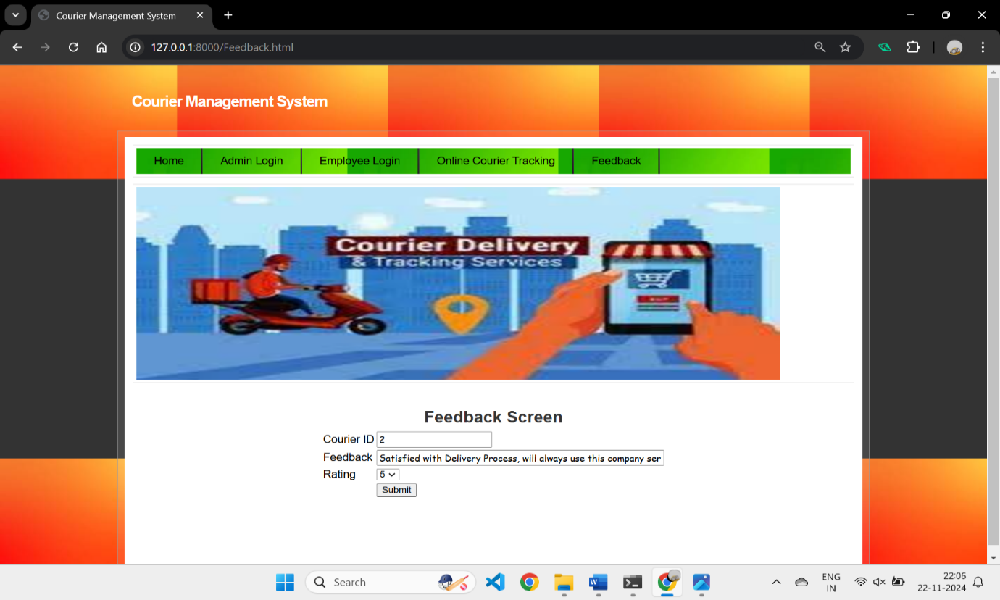 Courier Management System
127.0.0.1:8000/Feedback.html
Courier Management System
Home Admin Login Employee Login Online Courier Tracking Feedback
Courier Delivery
& Tracking Services
Feedback Screen
Courier ID 2
Feedback Satisfied with Delivery Process, will always use this company ser
Rating 5
Submit
Search
ENG
IN
22:06
22-11-2024